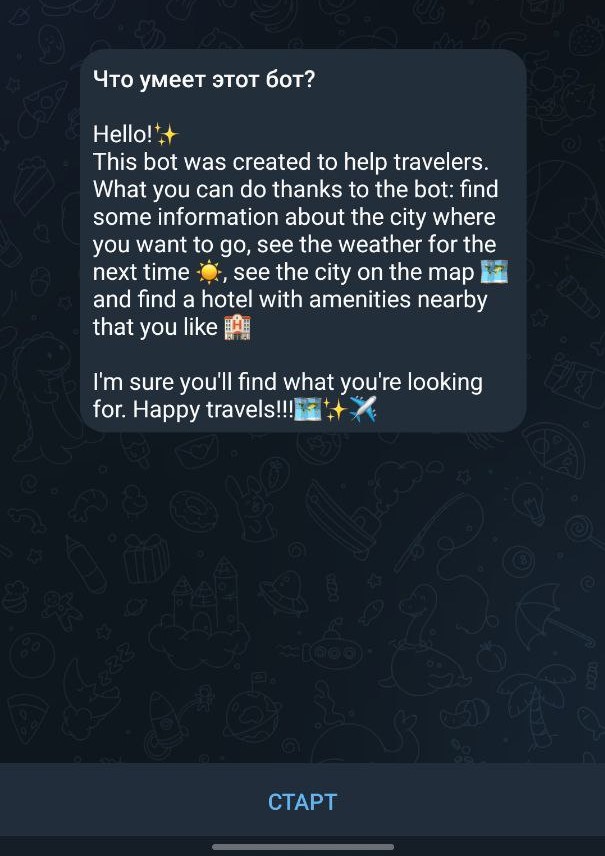 Что умеет этот бот?
Hello!✨
This bot was created to help travelers.
What you can do thanks to the bot: find
some information about the city where
you want to go, see the weather for the
next time ☀️, see the city on the map 🗺️
and find a hotel with amenities nearby
that you like 🏨
I'm sure you'll find what you're looking
for. Happy travels!!!🗺️✨✈️
СТАРТ